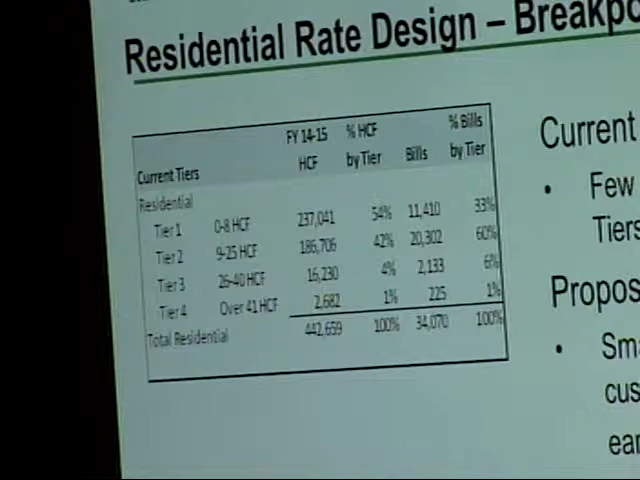 Residential Rate Design – Breakpo
Current Tiers FY 14-15 HCF % HCF by Tier Bills % Bills by Tier
Residential
Tier 1 0-8 HCF 237,041 54% 11,410 33%
Tier 2 9-25 HCF 186,706 42% 20,302 60%
Tier 3 26-40 HCF 16,230 4% 2,133 6%
Tier 4 Over 41 HCF 2,682 1% 225 1%
Total Residential 442,659 100% 34,070 100%
Current
• Few
Tiers
Propos
• Sma
cus
ear